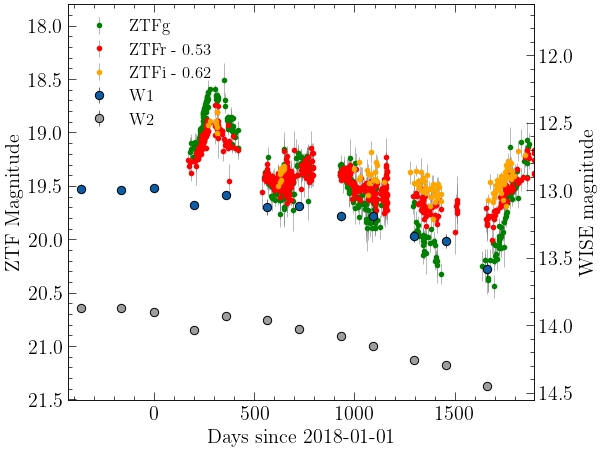 ZTFg
ZTFr - 0.53
ZTFi - 0.62
W1
W2
18.0
18.5
19.0
19.5
20.0
20.5
21.0
21.5
ZTF Magnitude
12.0
12.5
13.0
13.5
14.0
14.5
WISE magnitude
0
500
1000
1500
Days since 2018-01-01